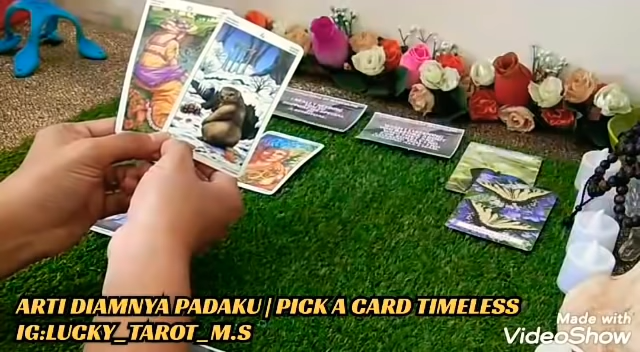 ARTI DIAMNYA PADAKU | PICK A CARD TIMELESS
IG:LUCKY_TAROT_M.S
Made with
VideoShow